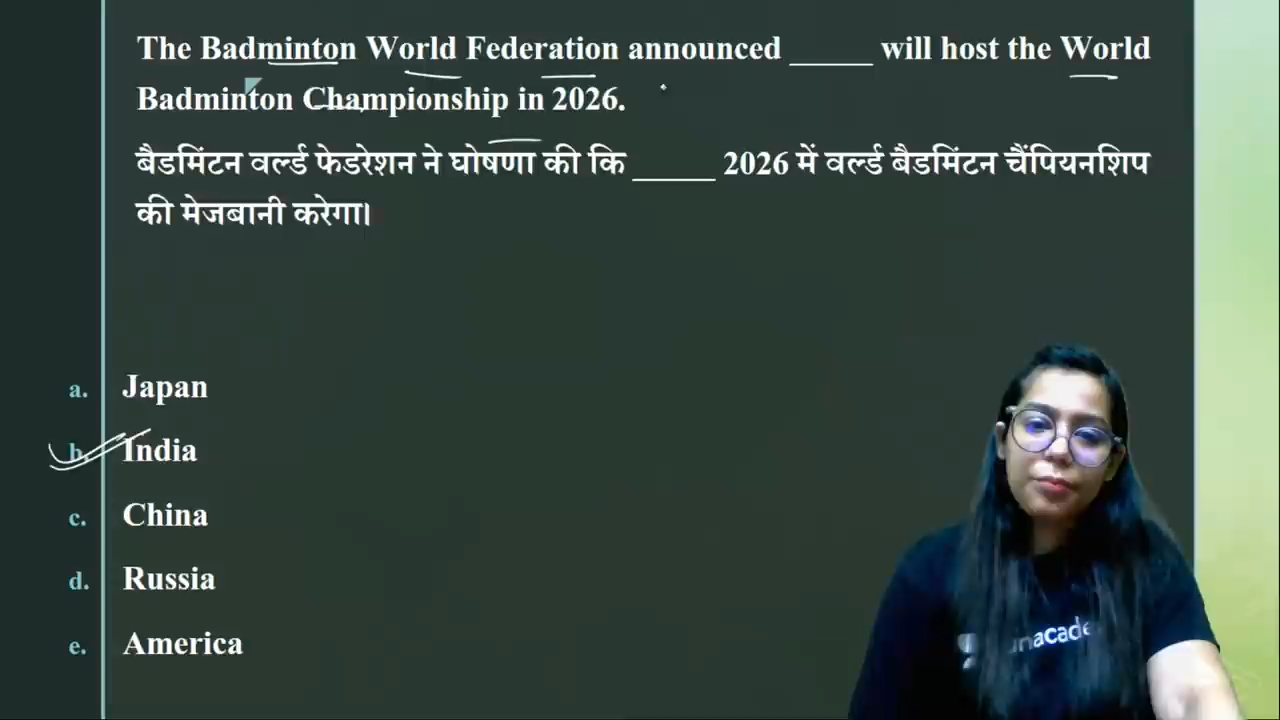 The Badminton World Federation announced _____ will host the World
Badminton Championship in 2026.
बैडमिंटन वर्ल्ड फेडरेशन ने घोषणा की कि _____ 2026 में वर्ल्ड बैडमिंटन चैंपियनशिप
की मेजबानी करेगा।
a. Japan
b. India
c. China
d. Russia
e. America